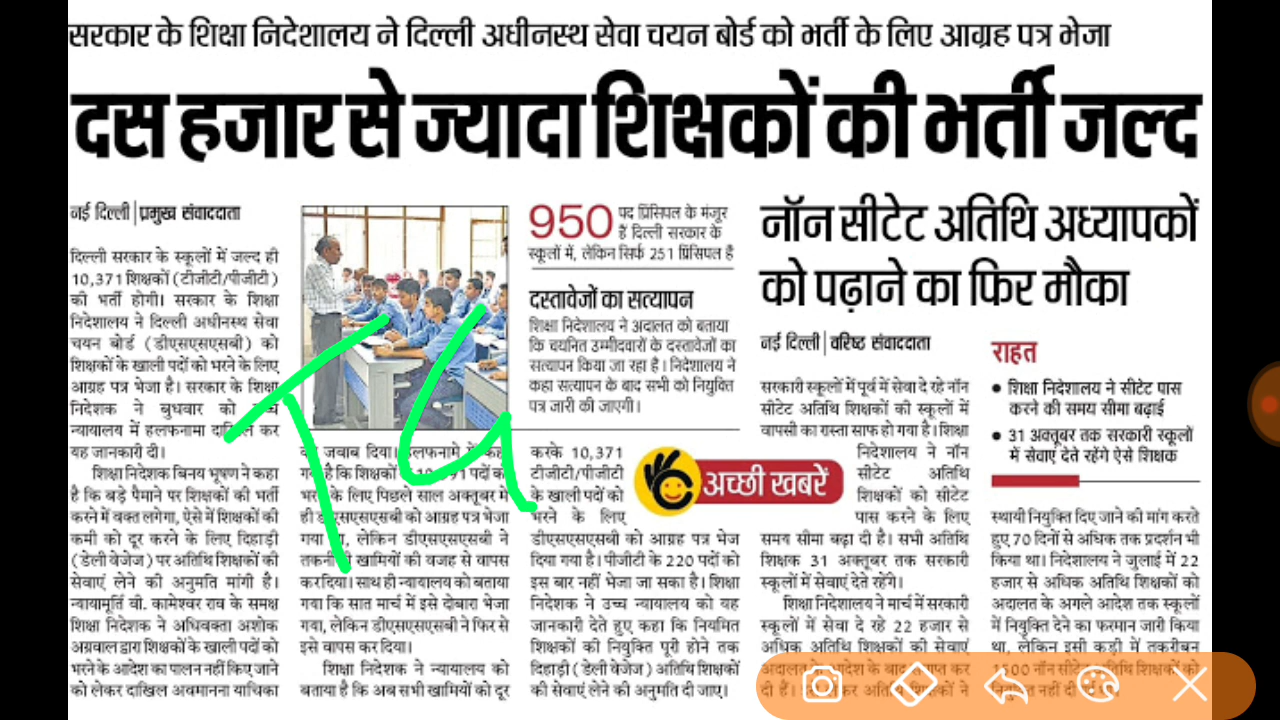 सरकार के शिक्षा निदेशालय ने दिल्ली अधीनस्थ सेवा चयन बोर्ड को भर्ती के लिए आग्रह पत्र भेजा
दस हजार से ज्यादा शिक्षकों की भर्ती जल्द
नई दिल्ली | प्रमुख संवाददाता
दिल्ली सरकार के स्कूलों में जल्द ही
10,371 शिक्षकों (टीजीटी/पीजीटी)
की भर्ती होगी। सरकार के शिक्षा
निदेशालय ने दिल्ली अधीनस्थ सेवा
चयन बोर्ड (डीएसएसएसबी) को
शिक्षकों के खाली पदों को भरने के लिए
आग्रह पत्र भेजा है। सरकार के शिक्षा
निदेशक ने बुधवार को
न्यायालय में हलफनामा कर
यह जानकारी दी।
शिक्षा निदेशक बिनय भूषण ने कहा
है कि बड़े पैमाने पर शिक्षकों की भर्ती
करने में वक्त लगेगा, ऐसे में शिक्षकों की
कमी को दूर करने के लिए दिहाड़ी
(डेली वेजेज) पर अतिथि शिक्षकों की
सेवाएं लेने की अनुमति मांगी है।
न्यायामूर्ति वी. कामेश्वर राव के समक्ष
शिक्षा निदेशक ने अधिवक्ता अशोक
अग्रवाल द्वारा शिक्षकों के खाली पदों को
भरने के आदेश का पालन नहीं किए जाने
को लेकर दाखिल अवमानना याचिका
जवाब दिया।
है कि शिक्षकों पदों
के लिए पिछले साल अक्तूबर में
ही को आग्रह पत्र भेजा
गया लेकिन डीएसएसएसबी ने
खामियों की वजह से वापस
कर दिया। साथ ही न्यायालय को बताया
गया कि सात मार्च में इसे दोबारा भेजा
गया, लेकिन डीएसएसएसबी ने फिर से
इसे वापस कर दिया।
शिक्षा निदेशक ने न्यायालय को
बताया है कि अब सभी खामियों को दूर
950 पद प्रिंसिपल के मंजूर
हैं दिल्ली सरकार के
स्कूलों में, लेकिन सिर्फ 251 प्रिंसिपल हैं
दस्तावेजों का सत्यापन
शिक्षा निदेशालय ने अदालत को बताया
कि चयनित उम्मीदवारों के दस्तावेजों का
सत्यापन किया जा रहा है। निदेशालय ने
कहा सत्यापन के बाद सभी को नियुक्ति
पत्र जारी की जाएगी।
करके 10,371
टीजीटी/पीजीटी
के खाली पदों को
भरने के लिए
डीएसएसएसबी को आग्रह पत्र भेज
दिया गया है। पीजीटी के 220 पदों को
इस बार नहीं भेजा जा सका है। शिक्षा
निदेशक ने उच्च न्यायालय को यह
जानकारी देते हुए कहा कि नियमित
शिक्षकों की नियुक्ति पूरी होने तक
दिहाड़ी (डेली वेजेज) अतिथि शिक्षकों
की सेवाएं लेने की अनुमति दी जाए।
अच्छी खबरें
नॉन सीटेट अतिथि अध्यापकों
को पढ़ाने का फिर मौका
नई दिल्ली | वरिष्ठ संवाददाता
सरकारी स्कूलों में पूर्व में सेवा दे रहे नॉन
सीटेट अतिथि शिक्षकों की स्कूलों में
वापसी का रास्ता साफ हो गया है। शिक्षा
निदेशालय ने नॉन
सीटेट अतिथि
शिक्षकों को सीटेट
पास करने के लिए
समय सीमा बढ़ा दी है। सभी अतिथि
शिक्षक 31 अक्तूबर तक सरकारी
स्कूलों में सेवाएं देते रहेंगे।
शिक्षा निदेशालय ने मार्च में सरकारी
स्कूलों में सेवा दे रहे 22 हजार से
अधिक अतिथि शिक्षकों की सेवाएं
राहत
• शिक्षा निदेशालय ने सीटेट पास
करने की समय सीमा बढ़ाई
• 31 अक्तूबर तक सरकारी स्कूलों
में सेवाएं देते रहेंगे ऐसे शिक्षक
स्थायी नियुक्ति दिए जाने की मांग करते
हुए 70 दिनों से अधिक तक प्रदर्शन भी
किया था। निदेशालय ने जुलाई में 22
हजार से अधिक अतिथि शिक्षकों को
अदालत के अगले आदेश तक स्कूलों
में नियुक्ति देने का फरमान जारी किया
था, लेकिन इसी कड़ी में तकरीबन